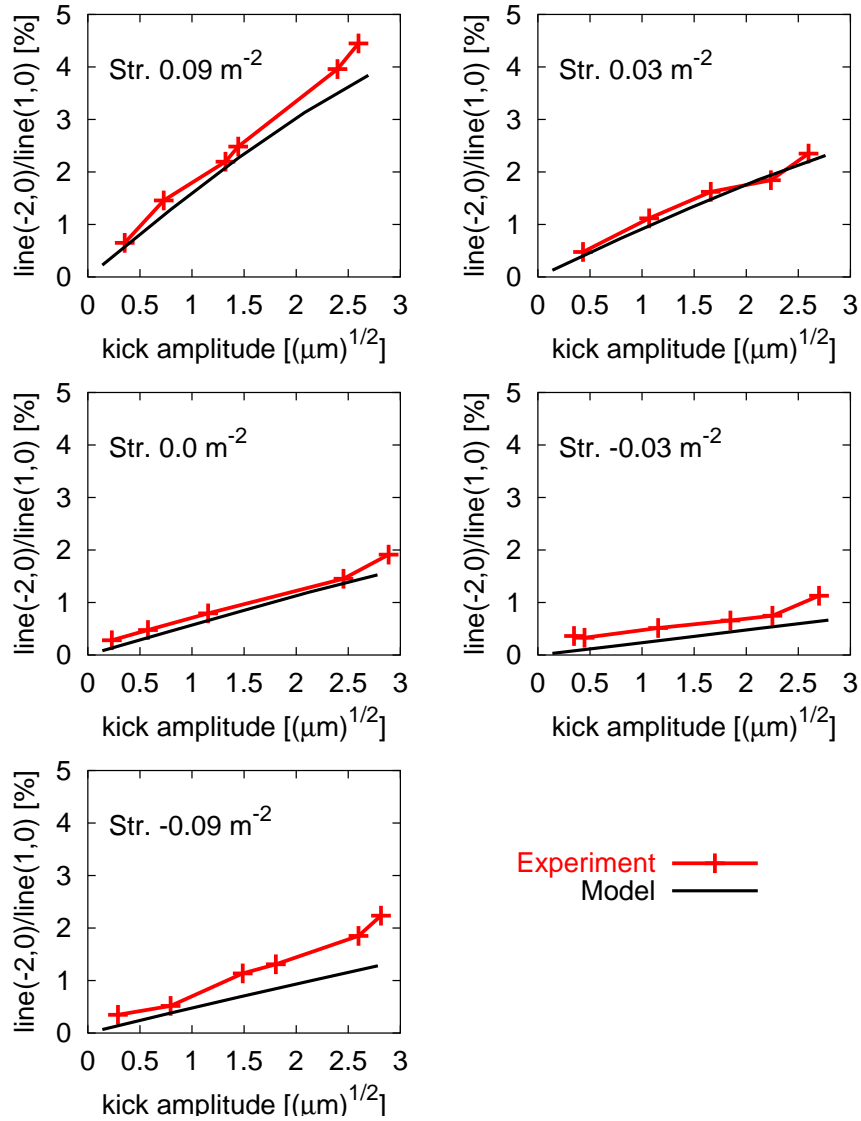 line(-2,0)/line(1,0) [%]
5
4
3
2
1
0
Str. 0.09 m-2
0 0.5 1 1.5 2 2.5 3
kick amplitude [(μm)1/2]
line(-2,0)/line(1,0) [%]
5
4
3
2
1
0
Str. 0.03 m-2
0 0.5 1 1.5 2 2.5 3
kick amplitude [(μm)1/2]
line(-2,0)/line(1,0) [%]
5
4
3
2
1
0
Str. 0.0 m-2
0 0.5 1 1.5 2 2.5 3
kick amplitude [(μm)1/2]
line(-2,0)/line(1,0) [%]
5
4
3
2
1
0
Str. -0.03 m-2
0 0.5 1 1.5 2 2.5 3
kick amplitude [(μm)1/2]
line(-2,0)/line(1,0) [%]
5
4
3
2
1
0
Str. -0.09 m-2
0 0.5 1 1.5 2 2.5 3
kick amplitude [(μm)1/2]
Experiment
Model